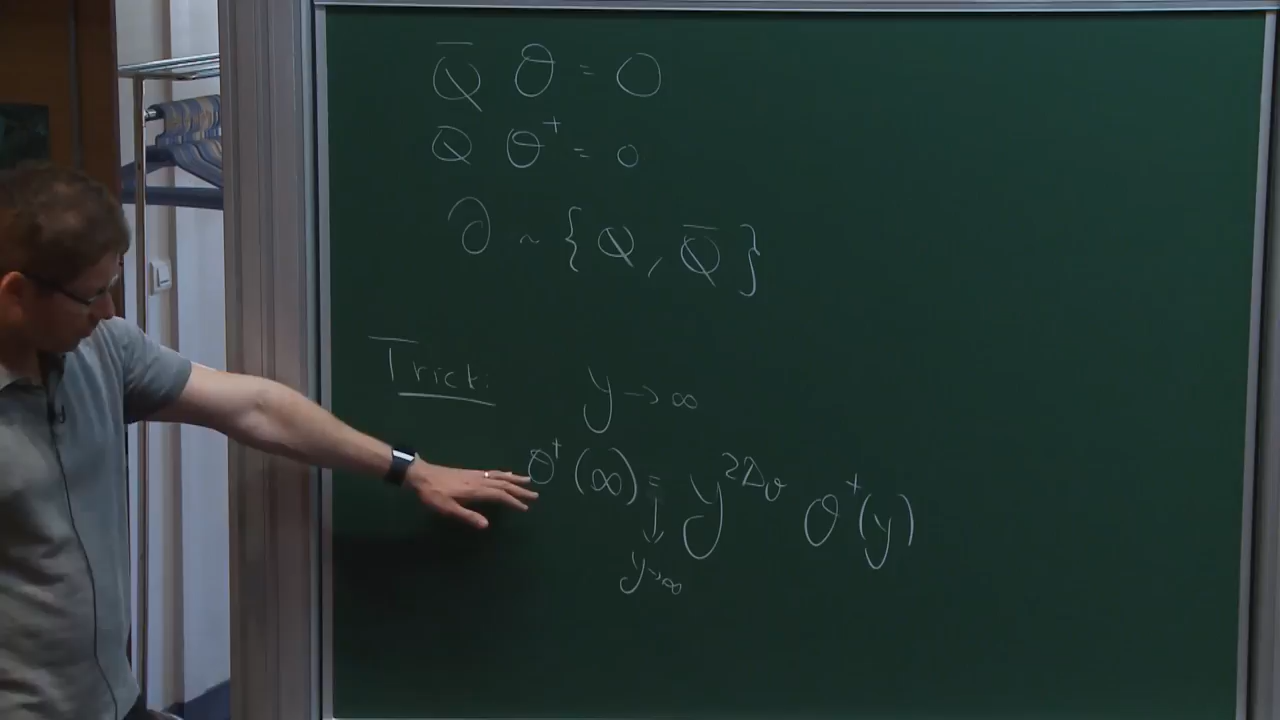 Q̄ O = 0
Q O⁺ = 0
∂ ~ { Q , Q̄ }
Trick: y → ∞
O⁺(∞) = y^{2Δ_O} O⁺(y)
y→∞